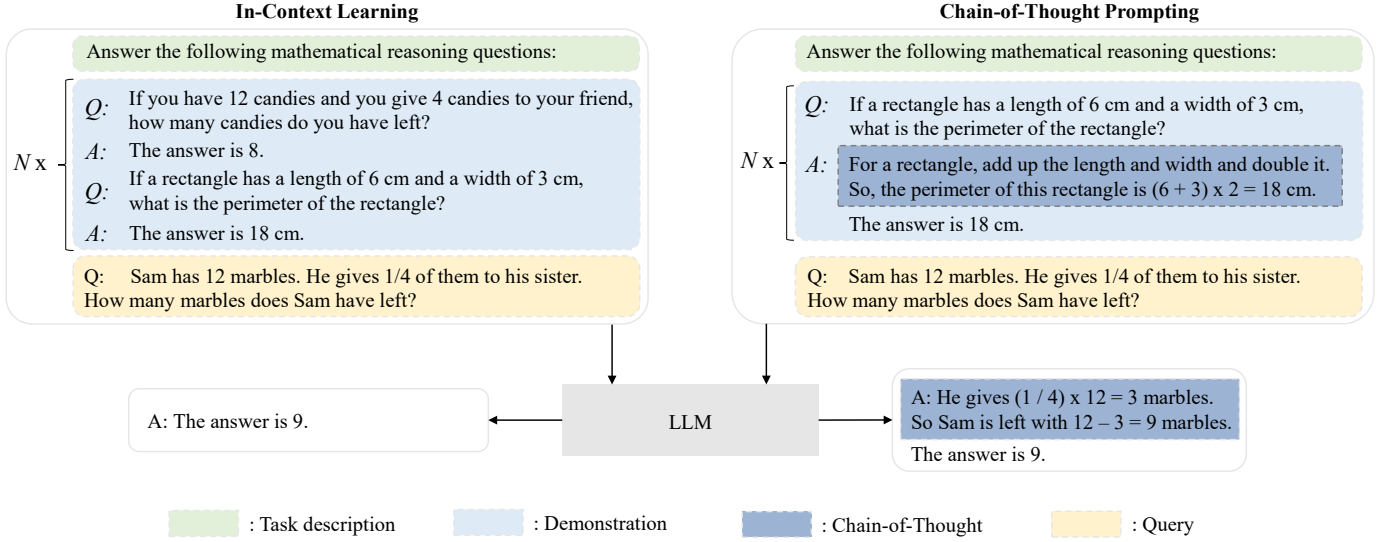 In-Context Learning
Answer the following mathematical reasoning questions:
N x
Q: If you have 12 candies and you give 4 candies to your friend,
how many candies do you have left?
A: The answer is 8.
Q: If a rectangle has a length of 6 cm and a width of 3 cm,
what is the perimeter of the rectangle?
A: The answer is 18 cm.
Q: Sam has 12 marbles. He gives 1/4 of them to his sister.
How many marbles does Sam have left?
Chain-of-Thought Prompting
Answer the following mathematical reasoning questions:
N x
Q: If a rectangle has a length of 6 cm and a width of 3 cm,
what is the perimeter of the rectangle?
A: For a rectangle, add up the length and width and double it.
So, the perimeter of this rectangle is (6 + 3) x 2 = 18 cm.
The answer is 18 cm.
Q: Sam has 12 marbles. He gives 1/4 of them to his sister.
How many marbles does Sam have left?
A: The answer is 9.
LLM
A: He gives (1 / 4) x 12 = 3 marbles.
So Sam is left with 12 – 3 = 9 marbles.
The answer is 9.
: Task description
: Demonstration
: Chain-of-Thought
: Query